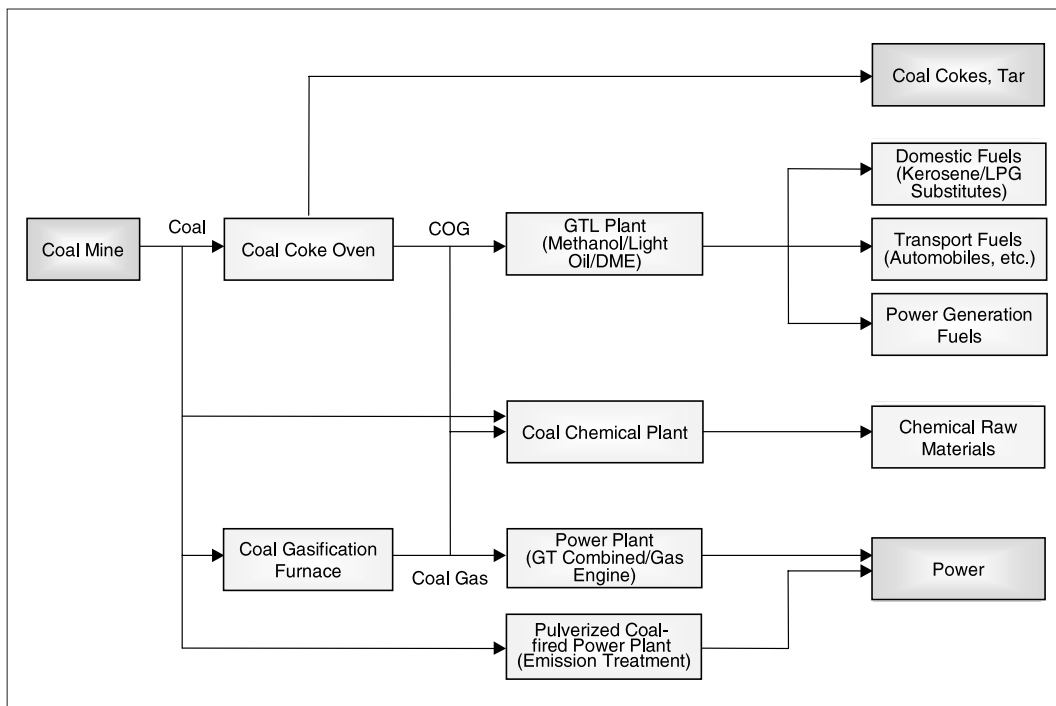 Coal Cokes, Tar
Domestic Fuels
(Kerosene/LPG
Substitutes)
Coal
COG
GTL Plant
(Methanol/Light
Oil/DME)
Coal Mine
Coal Coke Oven
Transport Fuels
(Automobiles, etc.)
Power Generation
Fuels
Coal Chemical Plant
Chemical Raw
Materials
Coal Gasification
Furnace
Coal Gas
Power Plant
(GT Combined/Gas
Engine)
Power
Pulverized Coal-
fired Power Plant
(Emission Treatment)